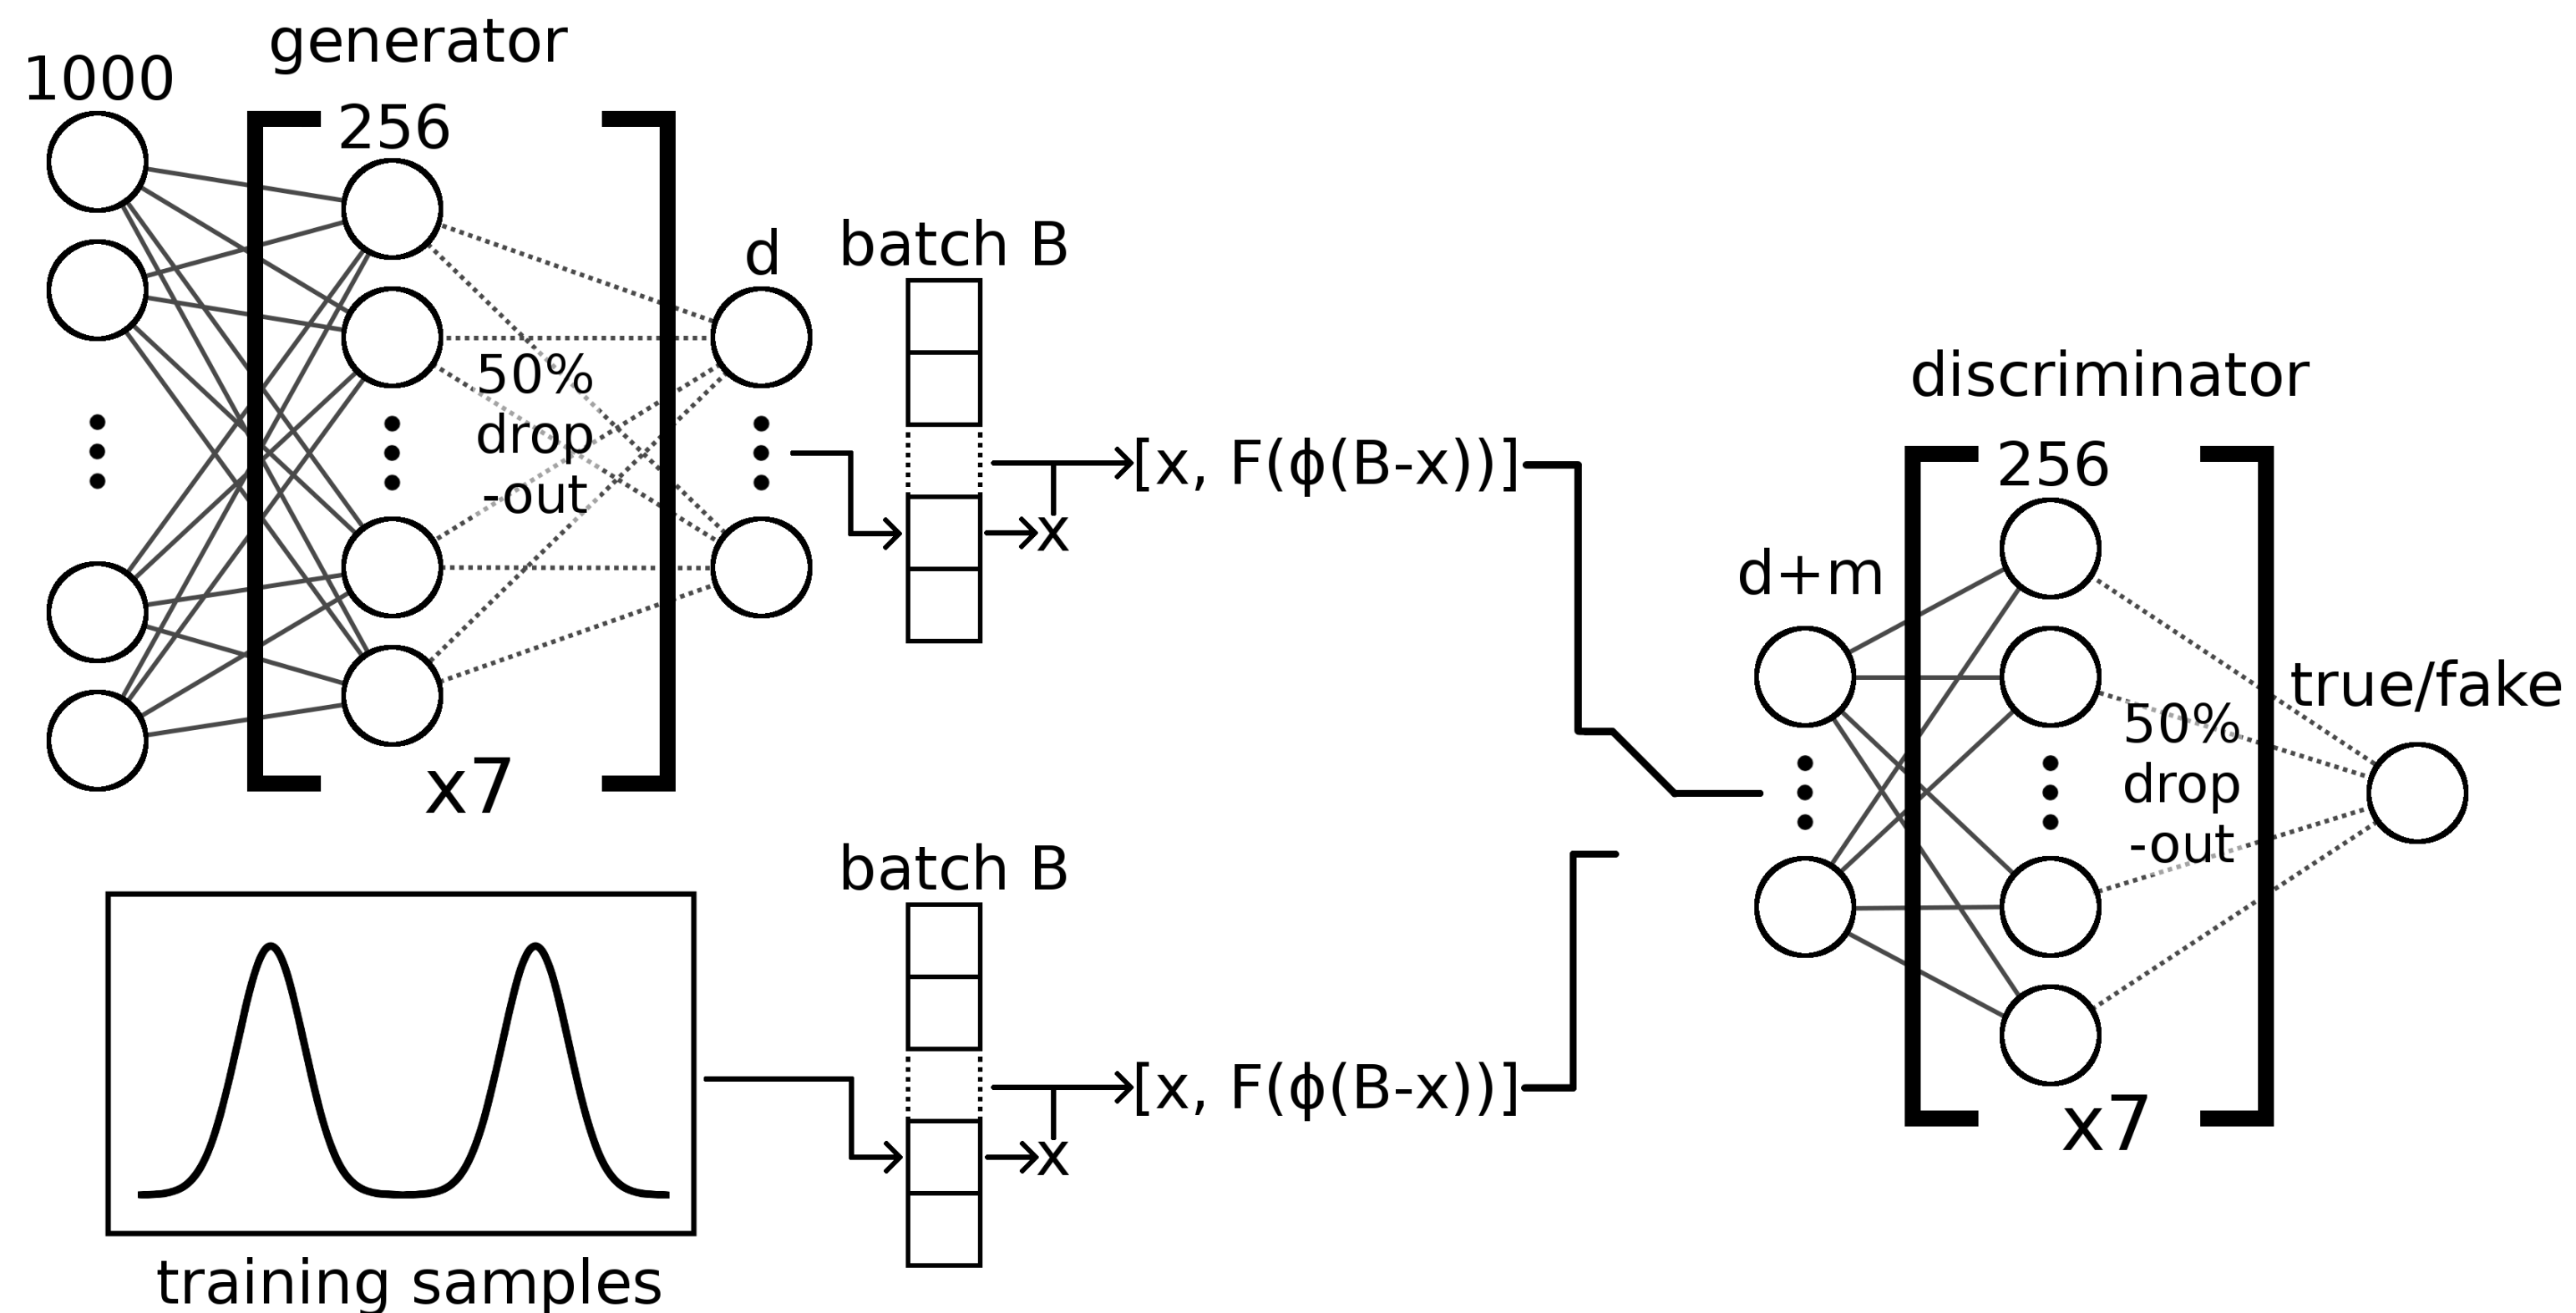 generator
1000
256
50%
drop
-out
x7
d
batch B
[x, F(ϕ(B-x))]
x
training samples
batch B
[x, F(ϕ(B-x))]
x
discriminator
d+m
256
50%
drop
-out
x7
true/fake